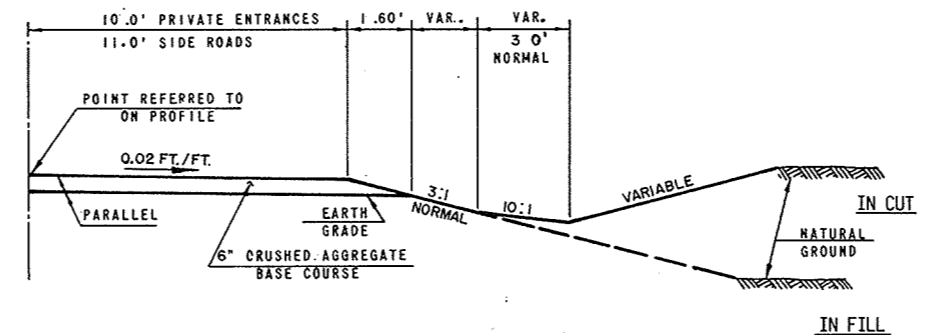 10.0' PRIVATE ENTRANCES
11.0' SIDE ROADS
1.60'
VAR..
VAR.
3 0'
NORMAL
POINT REFERRED TO
ON PROFILE
0.02 FT./FT.
PARALLEL
EARTH
GRADE
6" CRUSHED. AGGREGATE
BASE COURSE
3:1
NORMAL
10:1
VARIABLE
IN CUT
NATURAL
GROUND
IN FILL